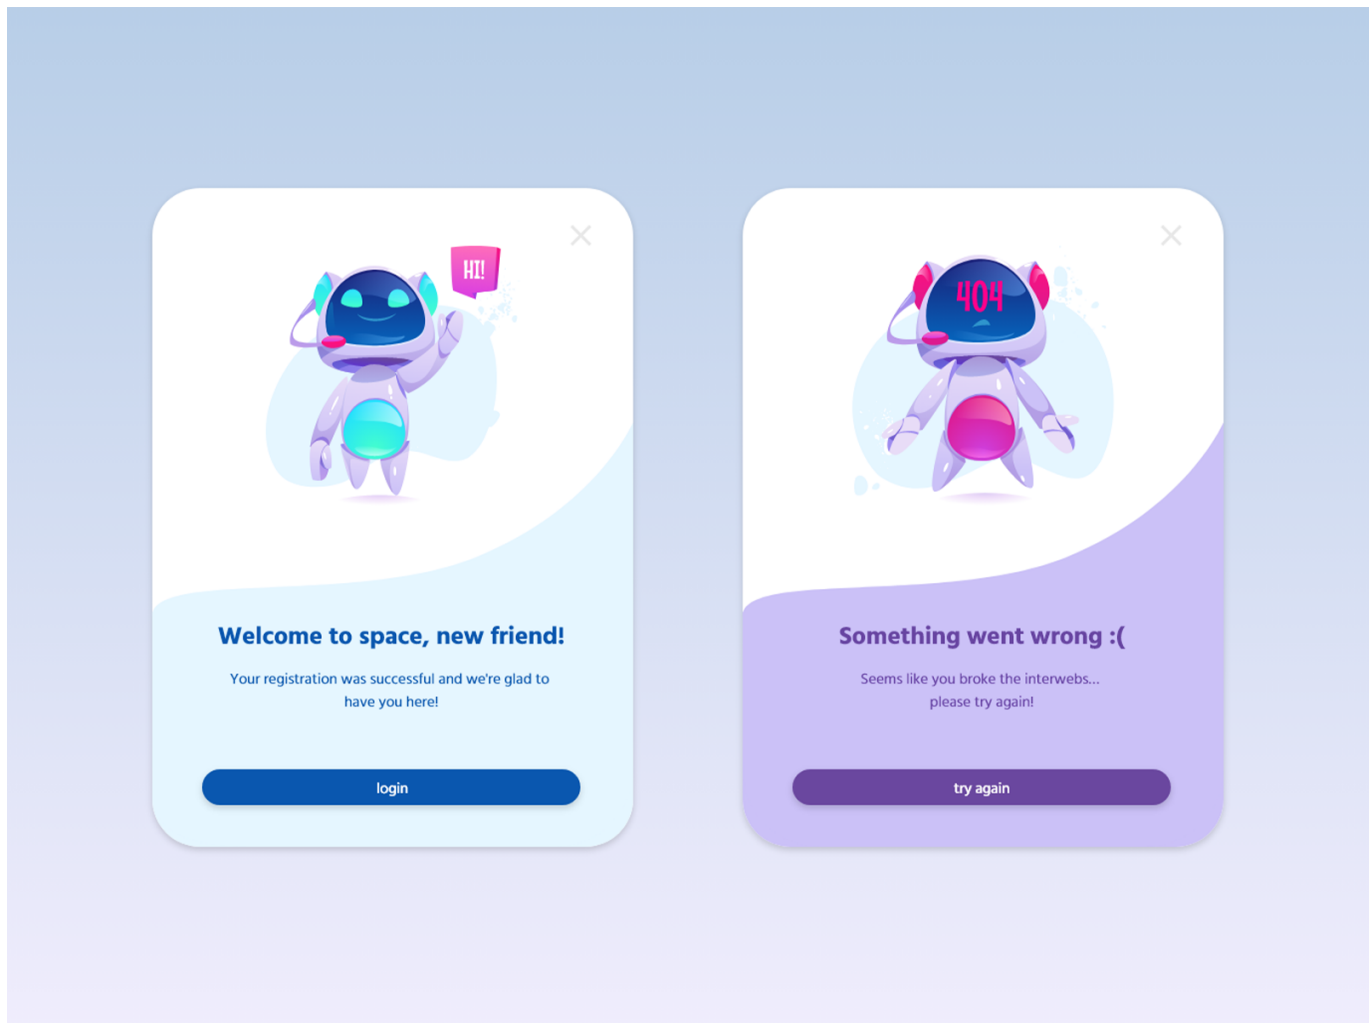 HI!
Welcome to space, new friend!
Your registration was successful and we're glad to
have you here!
login
404
Something went wrong :(
Seems like you broke the interwebs...
please try again!
try again